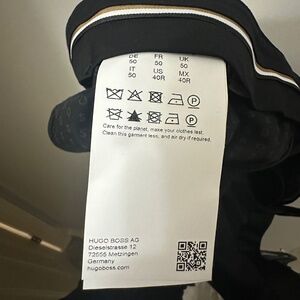 DE FR UK
50 50 50
IT US MX
50 40R 40R
P
P
Care for the planet, make your clothes last.
Clean this garment less, and air dry if required.
HUGO BOSS AG
Dieselstrasse 12
72555 Metzingen
Germany
hugoboss.com